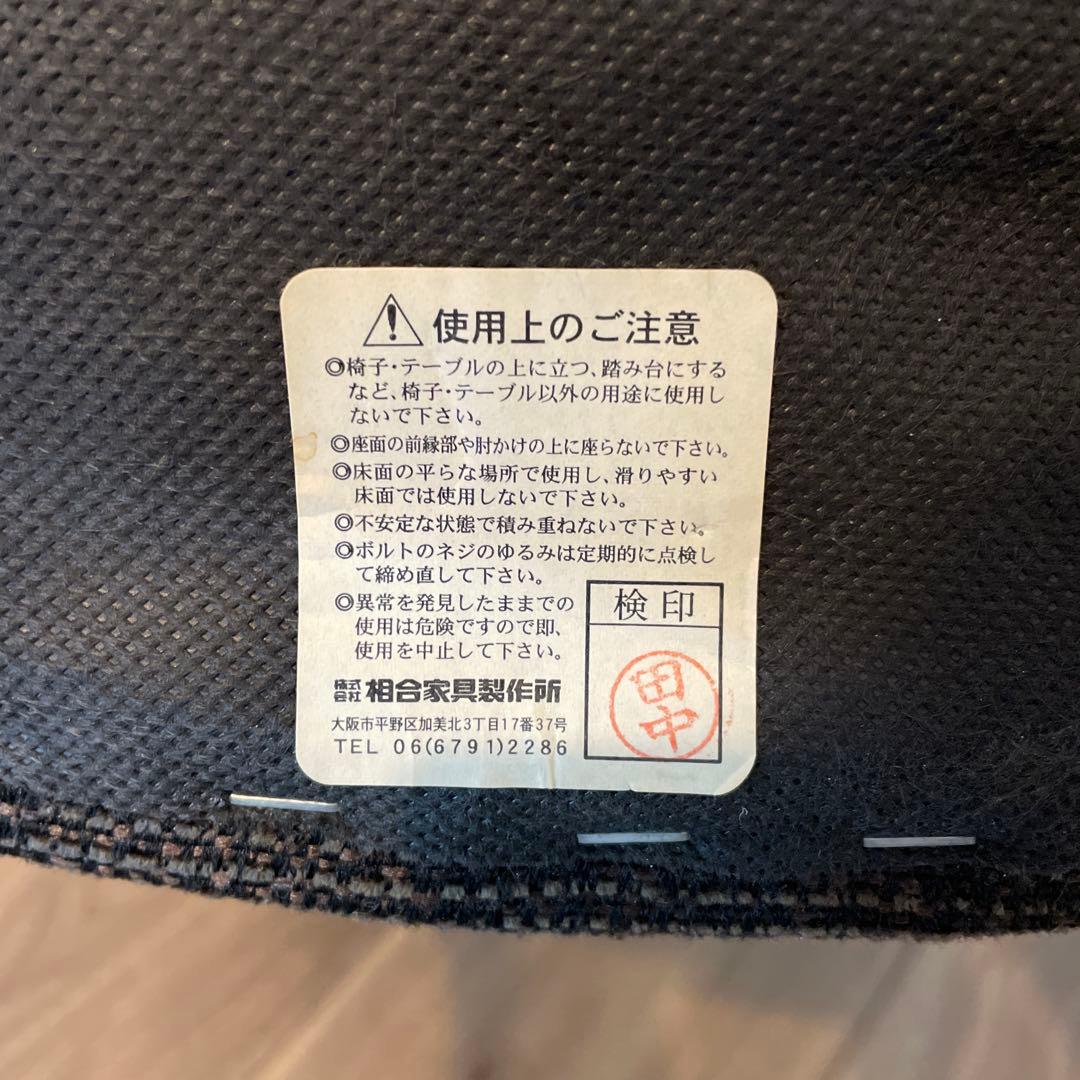 使用上のご注意
◎椅子・テーブルの上に立つ、踏み台にする
など、椅子・テーブル以外の用途に使用し
ないで下さい。
◎座面の前縁部や肘かけの上に座らないで下さい。
◎床面の平らな場所で使用し、滑りやすい
床面では使用しないで下さい。
◎不安定な状態で積み重ねないで下さい。
◎ボルトのネジのゆるみは定期的に点検し
て締め直して下さい。
◎異常を発見したままでの
使用は危険ですので即、
使用を中止して下さい。
株式会社 相合家具製作所
大阪市平野区加美北3丁目17番37号
TEL 06(6791)2286
検印
田中